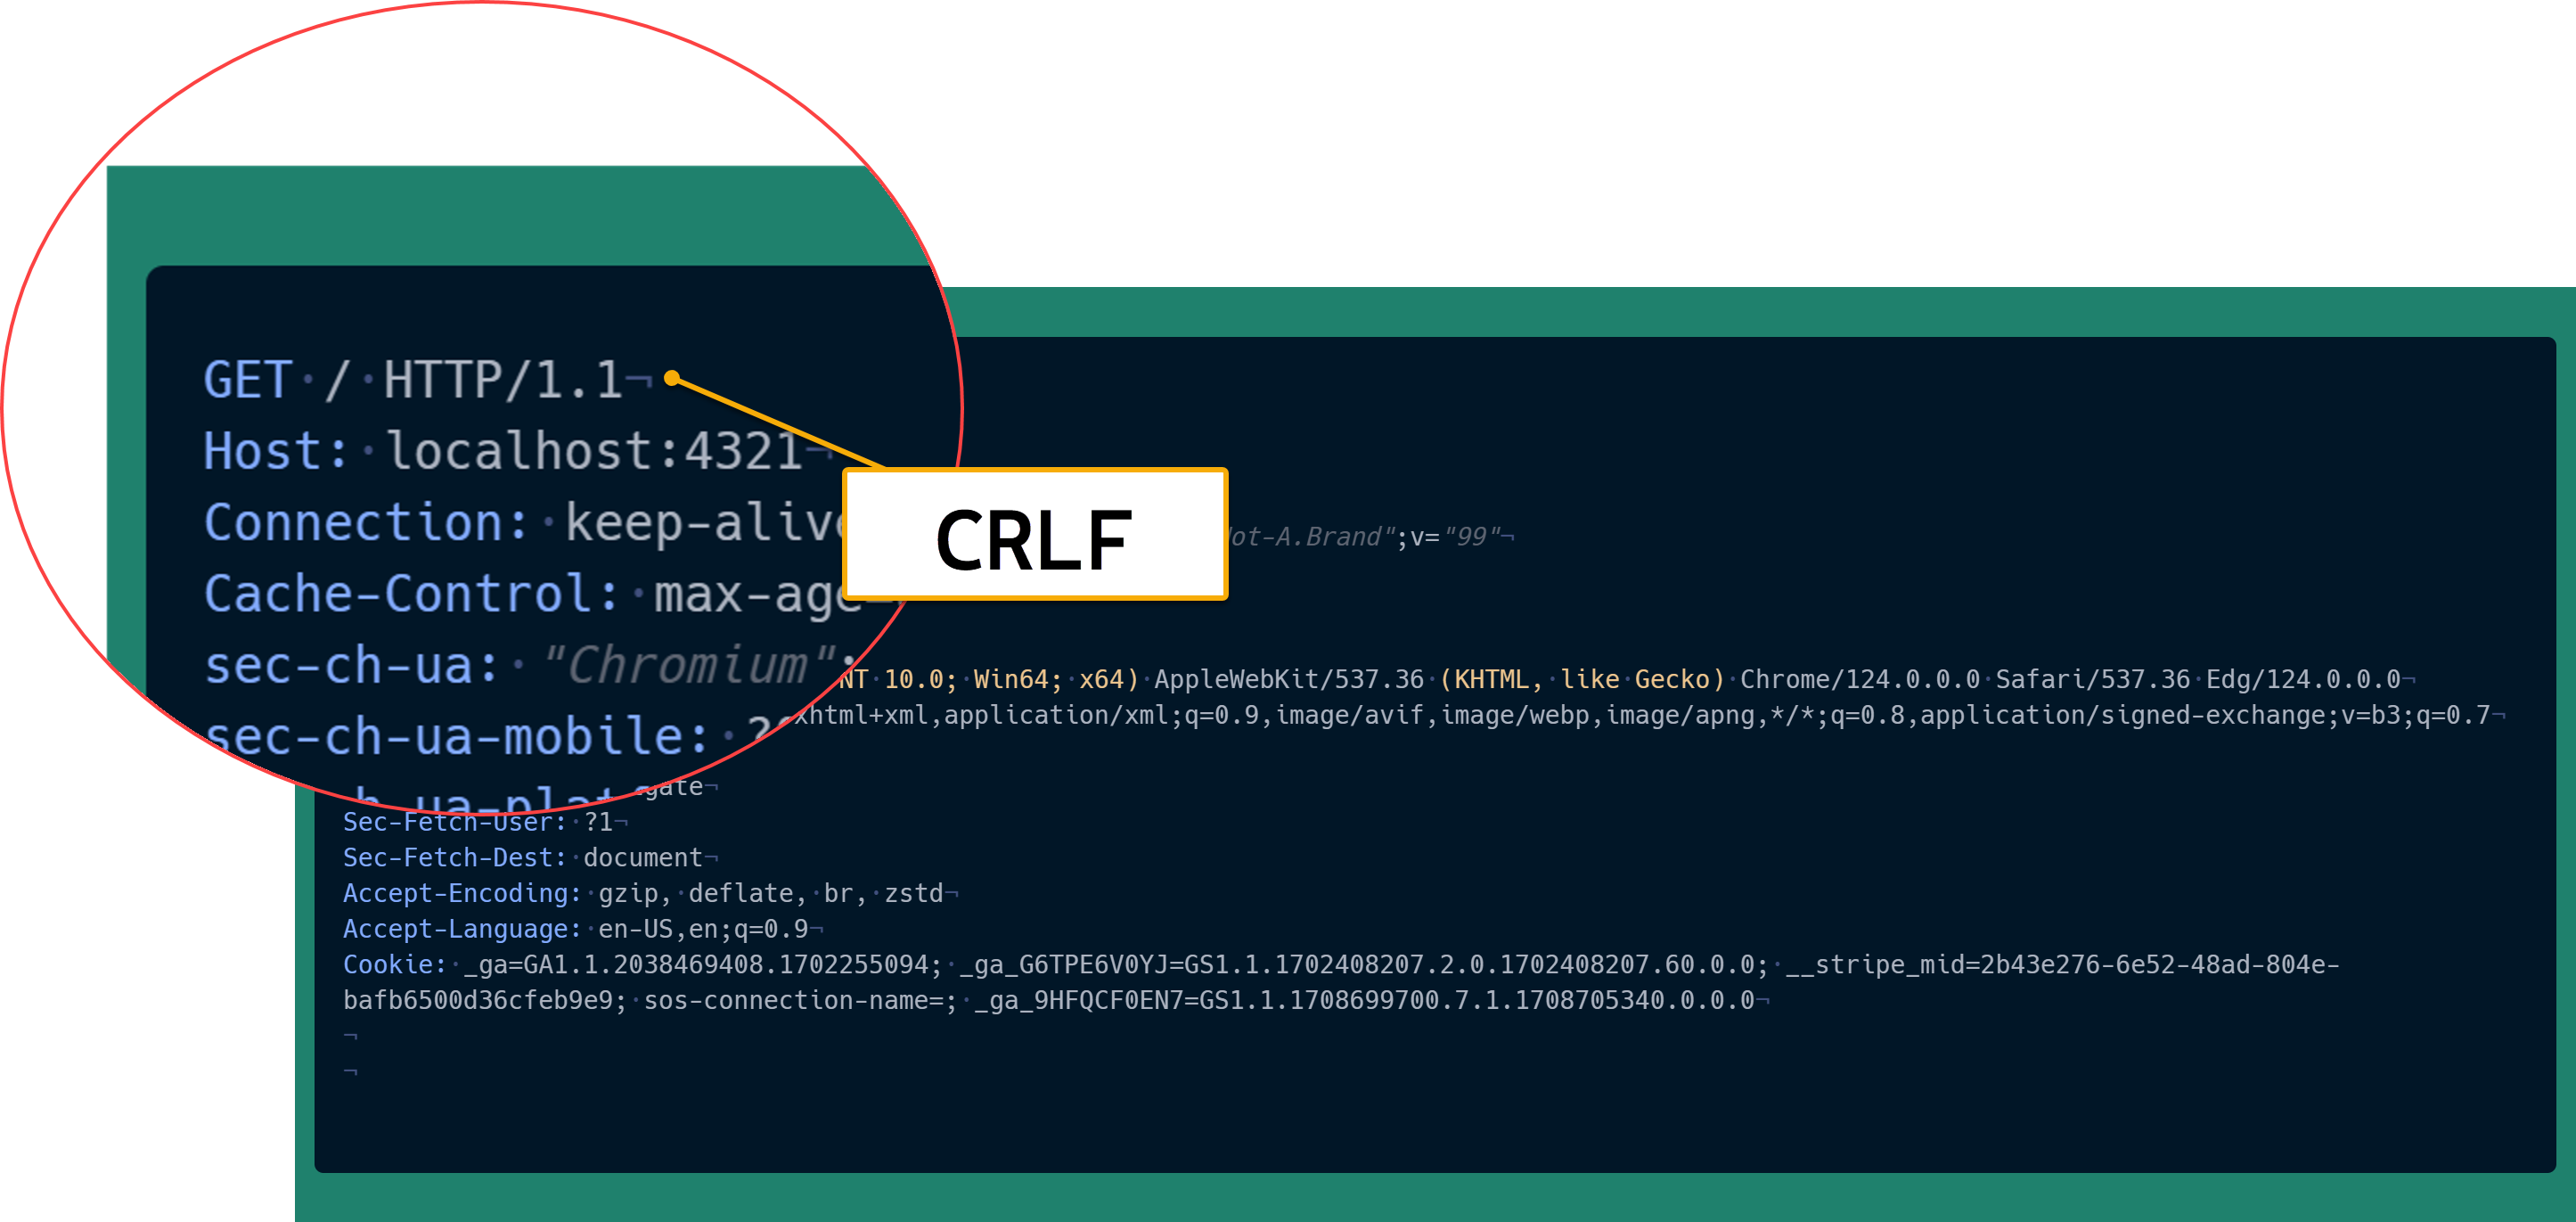 GET / HTTP/1.1¬
Host: localhost:4321¬
Connection: keep-alive
Cache-Control: max-age
CRLF
sec-ch-ua: "Chromium";
ot-A.Brand";v="99"¬
sec-ch-ua-mobile:
NT 10.0; Win64; x64) AppleWebKit/537.36 (KHTML, like Gecko) Chrome/124.0.0.0 Safari/537.36 Edg/124.0.0.0¬
xhtml+xml,application/xml;q=0.9,image/avif,image/webp,image/apng,*/*;q=0.8,application/signed-exchange;v=b3;q=0.7¬
gate¬
Sec-Fetch-User: ?1¬
Sec-Fetch-Dest: document¬
Accept-Encoding: gzip, deflate, br, zstd¬
Accept-Language: en-US,en;q=0.9¬
Cookie: _ga=GA1.1.2038469408.1702255094; _ga_G6TPE6V0YJ=GS1.1.1702408207.2.0.1702408207.60.0.0; __stripe_mid=2b43e276-6e52-48ad-804e-
bafb6500d36cfeb9e9; sos-connection-name=; _ga_9HFQCF0EN7=GS1.1.1708699700.7.1.1708705340.0.0.0¬
¬
¬